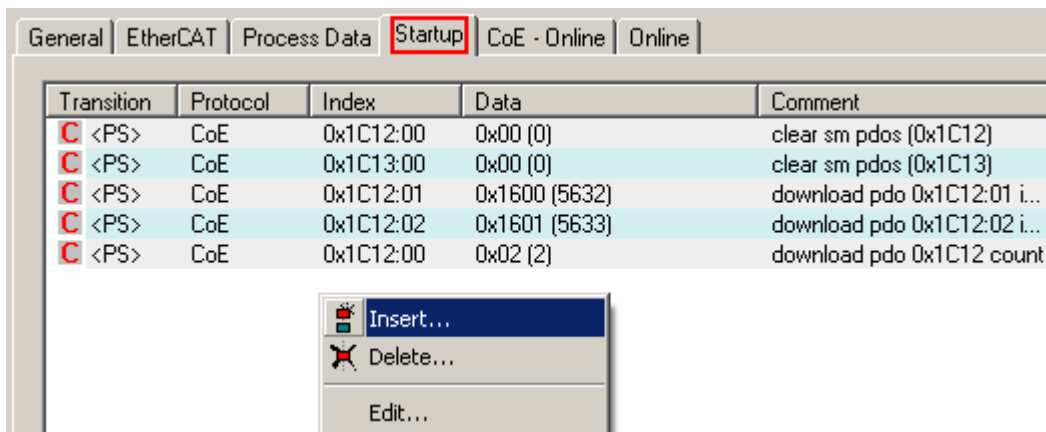 General EtherCAT Process Data Startup CoE - Online Online
Transition Protocol Index Data Comment
C <PS> CoE 0x1C12:00 0x00 (0) clear sm pdos (0x1C12)
C <PS> CoE 0x1C13:00 0x00 (0) clear sm pdos (0x1C13)
C <PS> CoE 0x1C12:01 0x1600 (5632) download pdo 0x1C12:01 i...
C <PS> CoE 0x1C12:02 0x1601 (5633) download pdo 0x1C12:02 i...
C <PS> CoE 0x1C12:00 0x02 (2) download pdo 0x1C12 count
Insert...
Delete...
Edit...